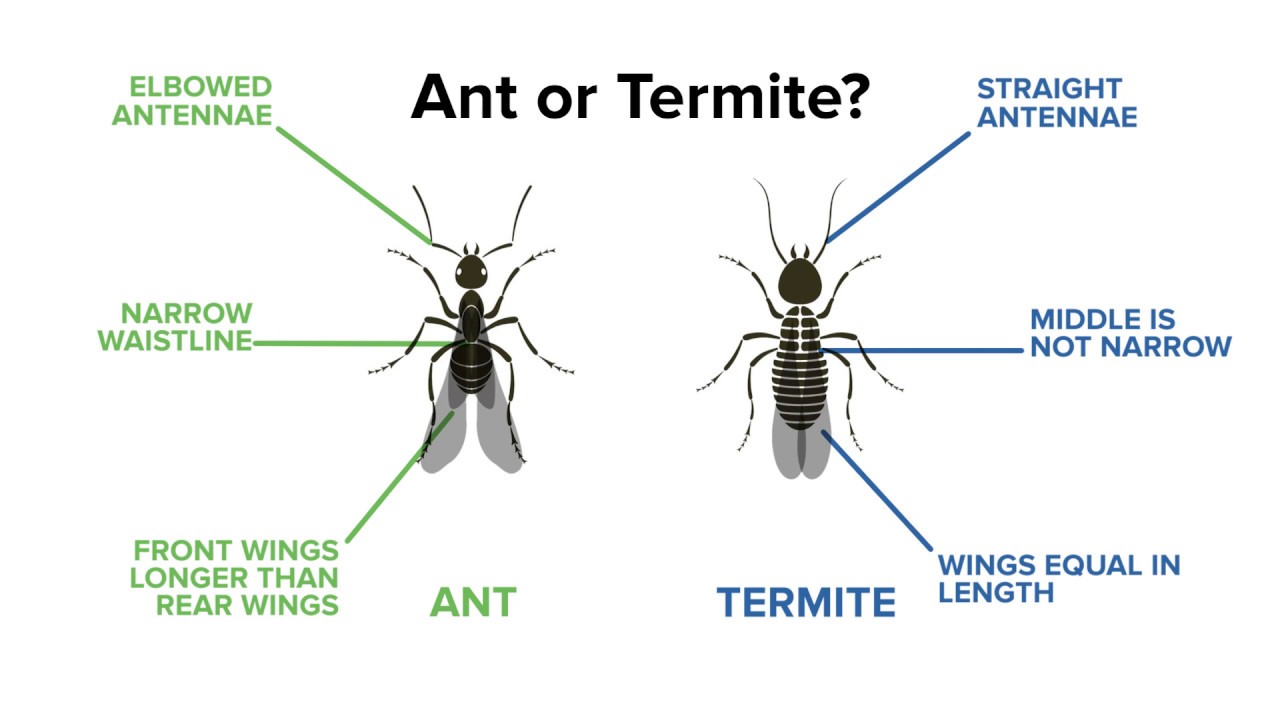 Ant or Termite?
ELBOWED
ANTENNAE
STRAIGHT
ANTENNAE
NARROW
WAISTLINE
MIDDLE IS
NOT NARROW
FRONT WINGS
LONGER THAN
REAR WINGS
WINGS EQUAL IN
LENGTH
ANT
TERMITE